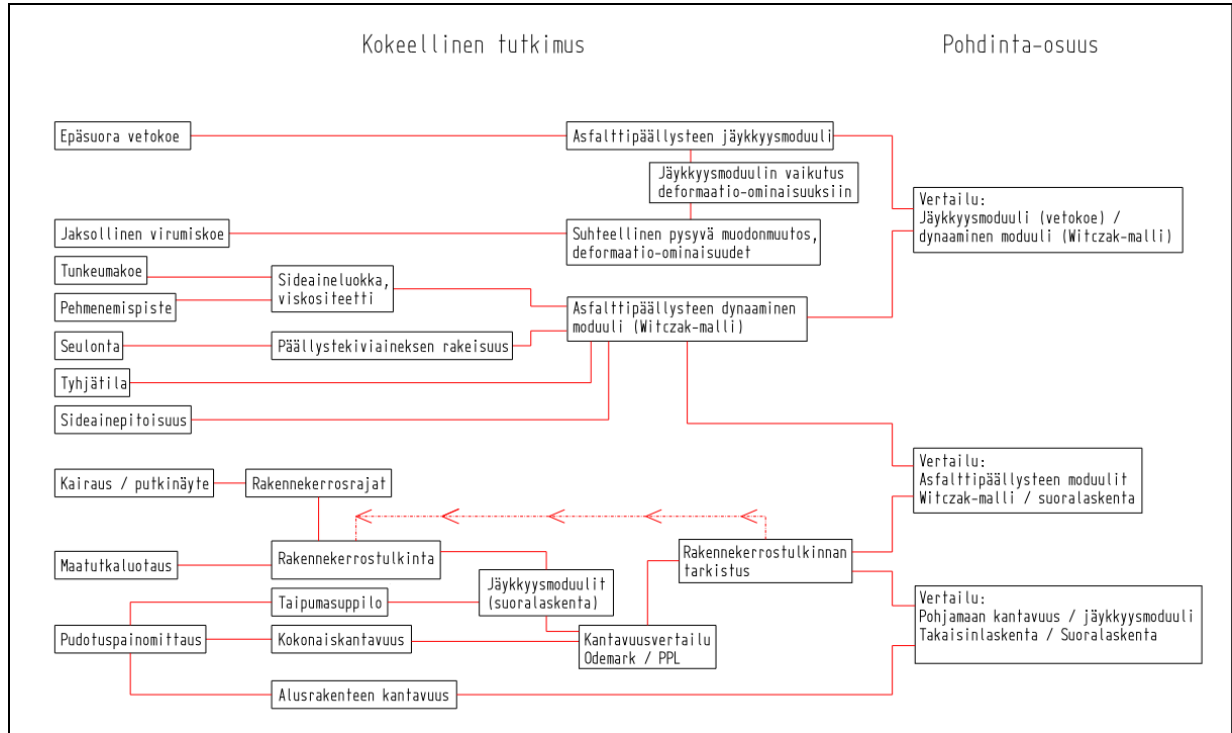 Kokeellinen tutkimus
Pohdinta-osuus
Epäsuora vetokoe
Asfalttipäällysteen jäykkyysmoduuli
Jäykkyysmoduulin vaikutus
deformaatio-ominaisuuksiin
Vertailu:
Jäykkyysmoduuli (vetokoe) /
dynaaminen moduuli (Witczak-malli)
Jaksollinen virumiskoe
Suhteellinen pysyvä muodonmuutos,
deformaatio-ominaisuudet
Tunkeumakoe
Pehmenemispiste
Sideaineluokka,
viskositeetti
Asfalttipäällysteen dynaaminen
moduuli (Witczak-malli)
Seulonta
Päällystekiviaineksen rakeisuus
Tyhjätila
Sideainepitoisuus
Vertailu:
Asfalttipäällysteen moduulit
Witczak-malli / suoralaskenta
Kairaus / putkinäyte
Rakennekerrosrajat
Maatutkaluotaus
Rakennekerrostulkinta
Rakennekerrostulkinnan
tarkistus
Jäykkyysmoduulit
(suoralaskenta)
Taipumasuppilo
Pudotuspainomittaus
Kokonaiskantavuus
Kantavuusvertailu
Odemark / PPL
Vertailu:
Pohjamaan kantavuus / jäykkyysmoduuli
Takaisinlaskenta / Suoralaskenta
Alusrakenteen kantavuus